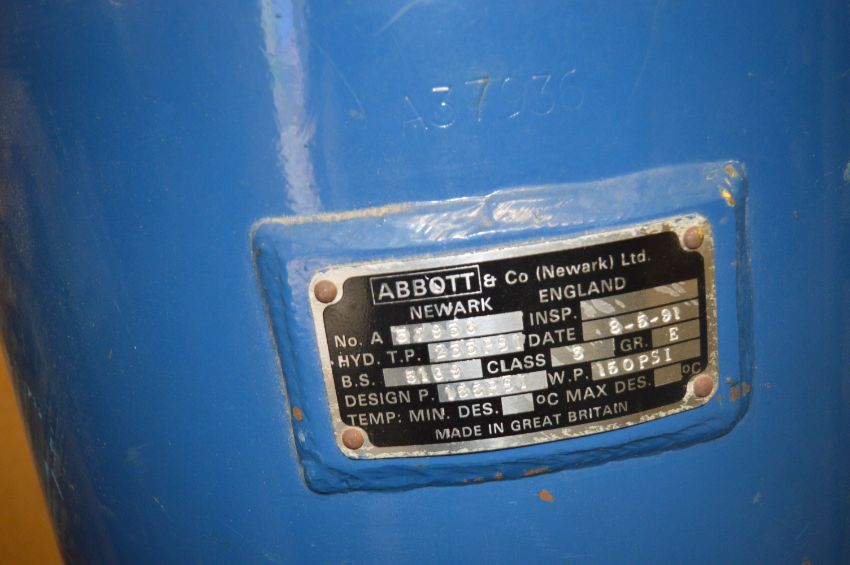 A37936
ABBOTT & Co (Newark) Ltd.
NEWARK ENGLAND
No. A 37936 INSP.
HYD. T.P. DATE 8-5-91
B.S. 5169 CLASS 3 GR. E
DESIGN P. W.P. 150PSI
TEMP: MIN. DES. °C MAX DES. °C
MADE IN GREAT BRITAIN